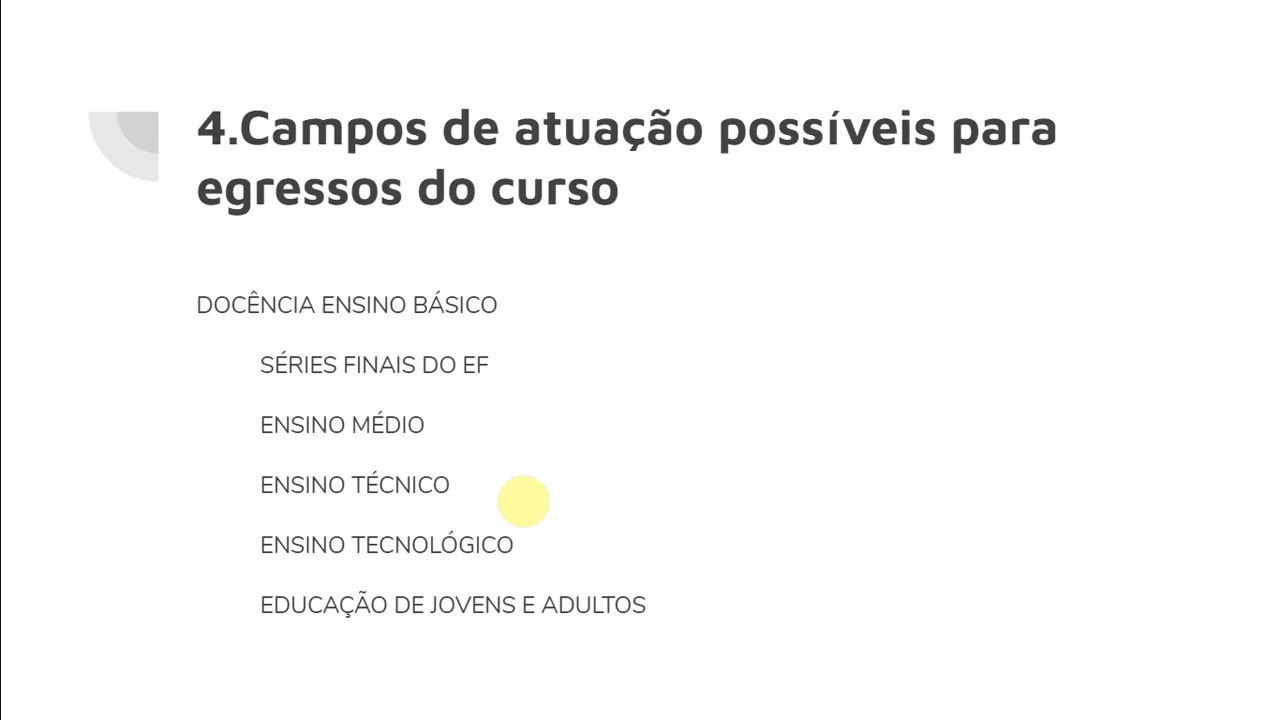 4.Campos de atuação possíveis para
egressos do curso
DOCÊNCIA ENSINO BÁSICO
SÉRIES FINAIS DO EF
ENSINO MÉDIO
ENSINO TÉCNICO
ENSINO TECNOLÓGICO
EDUCAÇÃO DE JOVENS E ADULTOS